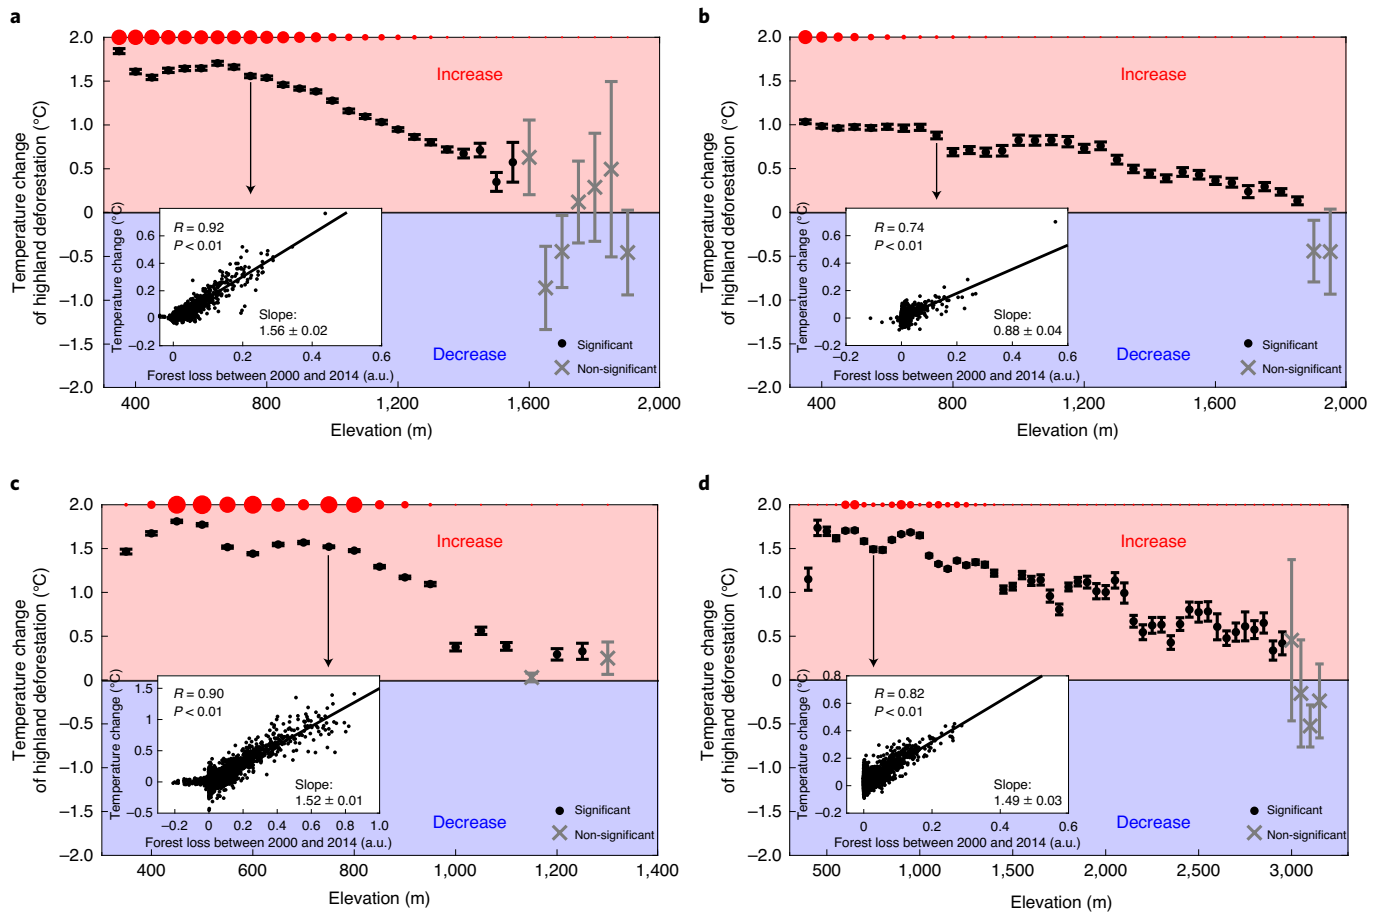 a
Temperature change
of highland deforestation (°C)
2.0
1.5
1.0
0.5
0
–0.5
–1.0
–1.5
–2.0
Increase
Decrease
Significant
Non-significant
Temperature change (°C)
0.6
0.4
0.2
0
–0.2
R = 0.92
P < 0.01
Slope:
1.56 ± 0.02
0 0.2 0.4 0.6
Forest loss between 2000 and 2014 (a.u.)
400 800 1,200 1,600 2,000
Elevation (m)
b
Temperature change
of highland deforestation (°C)
2.0
1.5
1.0
0.5
0
–0.5
–1.0
–1.5
–2.0
Increase
Decrease
Significant
Non-significant
Temperature change (°C)
0.6
0.4
0.2
0
–0.2
R = 0.74
P < 0.01
Slope:
0.88 ± 0.04
–0.2 0 0.2 0.4 0.6
Forest loss between 2000 and 2014 (a.u.)
400 800 1,200 1,600 2,000
Elevation (m)
c
Temperature change
of highland deforestation (°C)
2.0
1.5
1.0
0.5
0
–0.5
–1.0
–1.5
–2.0
Increase
Decrease
Significant
Non-significant
Temperature change (°C)
1.5
1
0.5
0
–0.5
R = 0.90
P < 0.01
Slope:
1.52 ± 0.01
–0.2 0 0.2 0.4 0.6 0.8 1.0
Forest loss between 2000 and 2014 (a.u.)
400 600 800 1,000 1,200 1,400
Elevation (m)
d
Temperature change
of highland deforestation (°C)
2.0
1.5
1.0
0.5
0
–0.5
–1.0
–1.5
–2.0
Increase
Decrease
Significant
Non-significant
Temperature change (°C)
0.8
0.6
0.4
0.2
0
–0.2
R = 0.82
P < 0.01
Slope:
1.49 ± 0.03
0 0.2 0.4 0.6
Forest loss between 2000 and 2014 (a.u.)
500 1,000 1,500 2,000 2,500 3,000
Elevation (m)